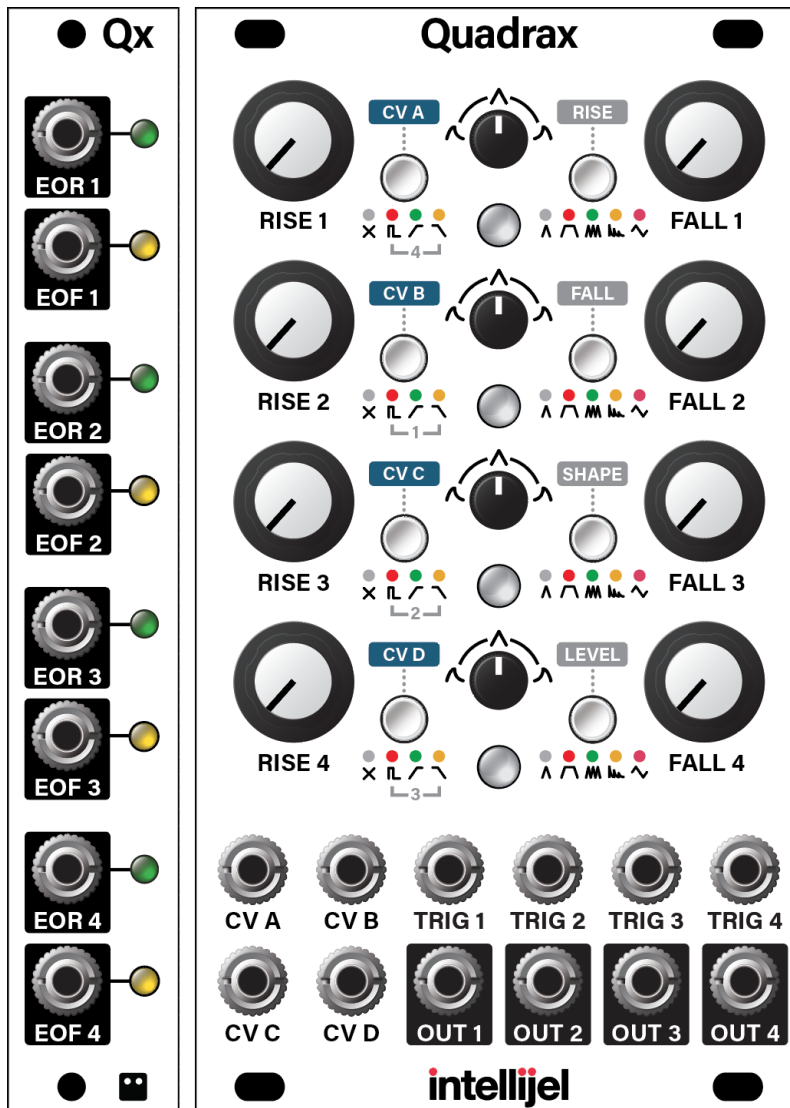 Qx
EOR 1
EOF 1
EOR 2
EOF 2
EOR 3
EOF 3
EOR 4
EOF 4
Quadrax
CV A
RISE
RISE 1
4
FALL 1
CV B
FALL
RISE 2
1
FALL 2
CV C
SHAPE
RISE 3
2
FALL 3
CV D
LEVEL
RISE 4
3
FALL 4
CV A CV B TRIG 1 TRIG 2 TRIG 3 TRIG 4
CV C CV D OUT 1 OUT 2 OUT 3 OUT 4
intellijel